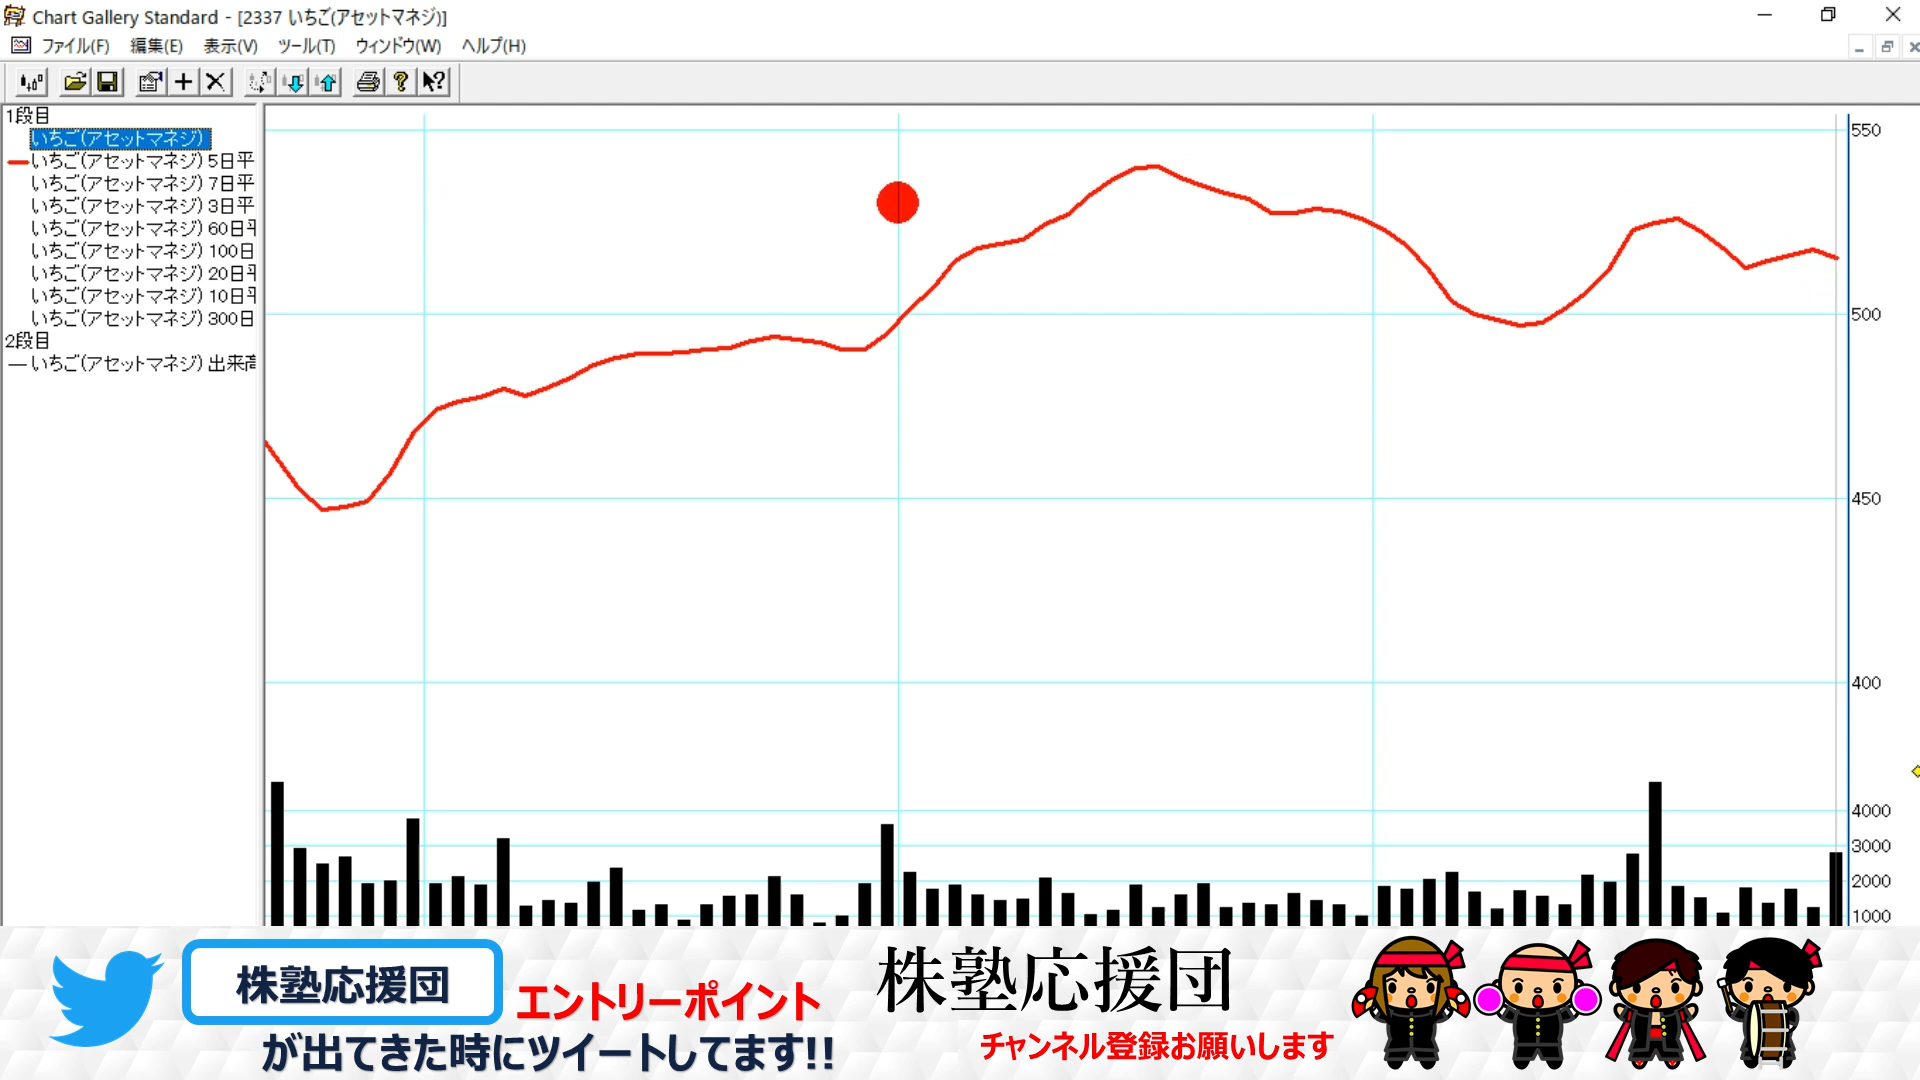 Chart Gallery Standard - [2337 いちご(アセットマネジ)]
ファイル(F) 編集(E) 表示(V) ツール(T) ウィンドウ(W) ヘルプ(H)
1段目
いちご(アセットマネジ)
いちご(アセットマネジ) 5日平
いちご(アセットマネジ) 7日平
いちご(アセットマネジ) 3日平
いちご(アセットマネジ) 60日平
いちご(アセットマネジ) 100日
いちご(アセットマネジ) 20日平
いちご(アセットマネジ) 10日平
いちご(アセットマネジ) 300日
2段目
いちご(アセットマネジ) 出来高
550
500
450
400
4000
3000
2000
1000
株塾応援団
エントリーポイント
が出てきた時にツイートしてます!!
株塾応援団
チャンネル登録お願いします